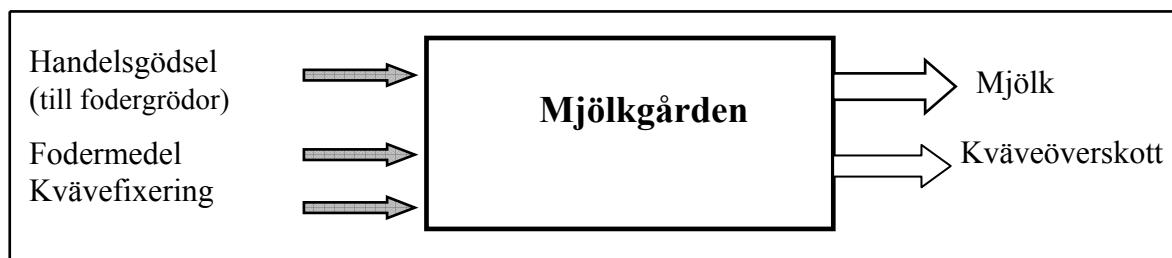 Handelsgödsel
(till fodergrödor)
Fodermedel
Kvävefixering
Mjölkgården
Mjölk
Kväveöverskott